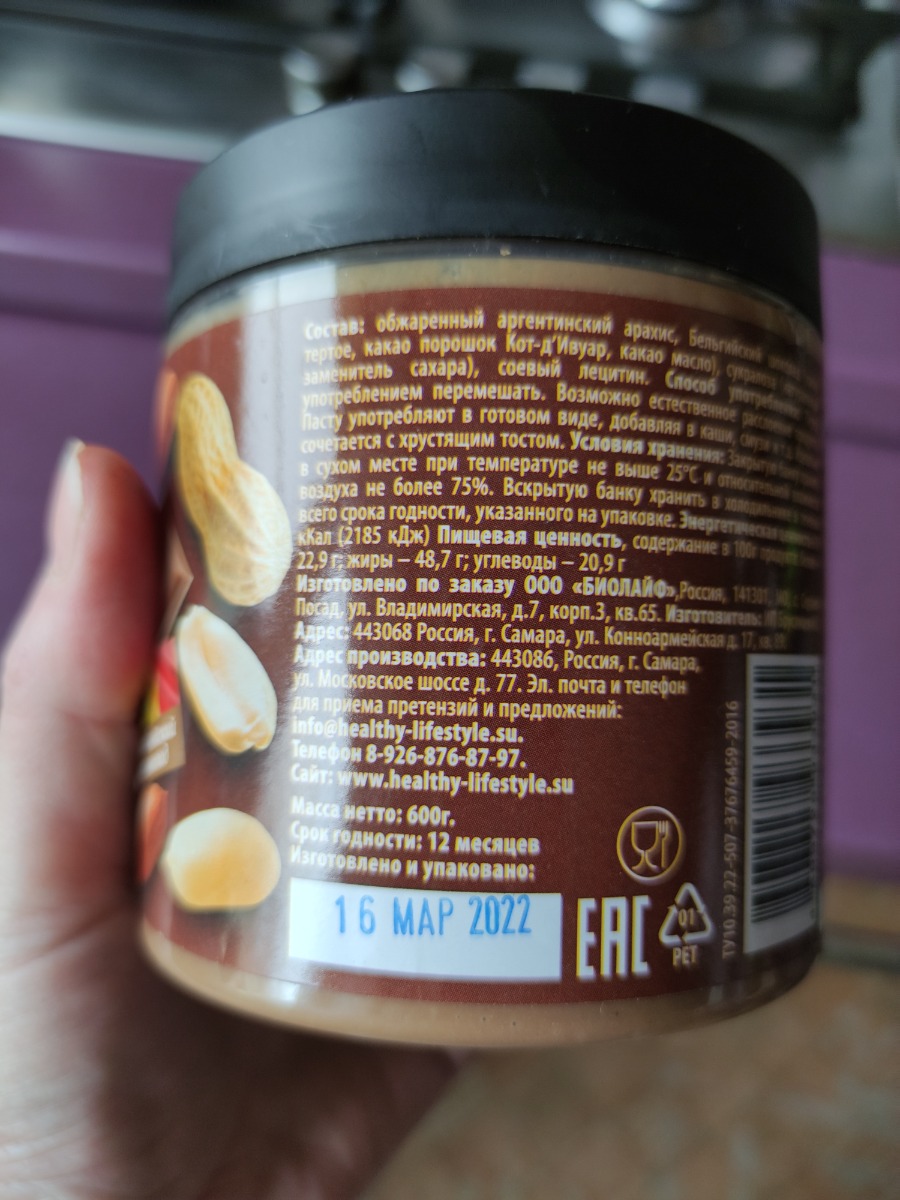 Состав: обжаренный аргентинский арахис, Бельгийский
тертое, какао порошок Кот-д'Ивуар, какао масло),
заменитель сахара), соевый лецитин. Способ
употреблением перемешать. Возможно естественное
Пасту употребляют в готовом виде, добавляя в каши,
сочетается с хрустящим тостом. Условия хранения:
в сухом месте при температуре не выше 25°С и относительной
воздуха не более 75%. Вскрытую банку хранить в
всего срока годности, указанного на упаковке. Энергетическая
кКал (2185 кДж) Пищевая ценность, содержание в 100г
22,9 г; жиры – 48,7 г; углеводы – 20,9 г
Изготовлено по заказу ООО «БИОЛАЙФ», Россия,
Посад, ул. Владимирская, д.7, корп.3, кв.65. Изготовитель:
Адрес: 443068 Россия, г. Самара, ул. Конноармейская д. 17,
Адрес производства: 443086, Россия, г. Самара,
ул. Московское шоссе д. 77. Эл. почта и телефон
для приема претензий и предложений:
info@healthy-lifestyle.su.
Телефон 8-926-876-87-97.
Сайт: www.healthy-lifestyle.su
Масса нетто: 600г.
Срок годности: 12 месяцев
Изготовлено и упаковано:
16 МАР 2022
EAC
01
PET
ТУ10.39.22-507-37676459-2016